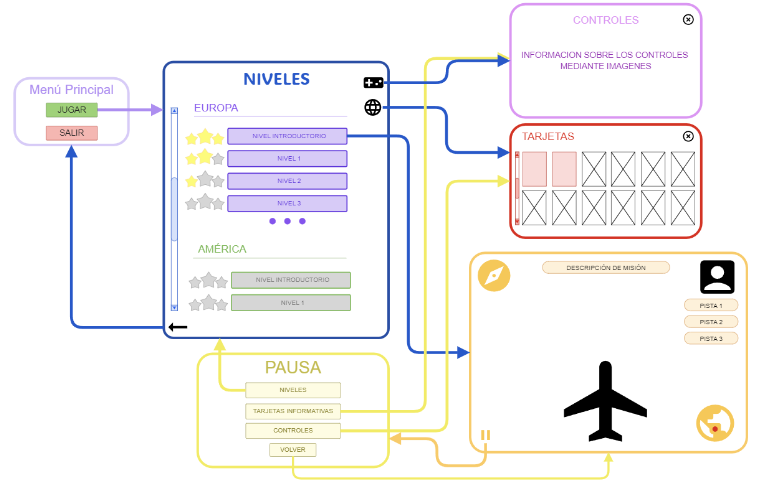 Menú Principal
JUGAR
SALIR
NIVELES
EUROPA
NIVEL INTRODUCTORIO
NIVEL 1
NIVEL 2
NIVEL 3
AMÉRICA
NIVEL INTRODUCTORIO
NIVEL 1
CONTROLES
INFORMACION SOBRE LOS CONTROLES
MEDIANTE IMAGENES
TARJETAS
DESCRIPCIÓN DE MISIÓN
PISTA 1
PISTA 2
PISTA 3
PAUSA
NIVELES
TARJETAS INFORMATIVAS
CONTROLES
VOLVER